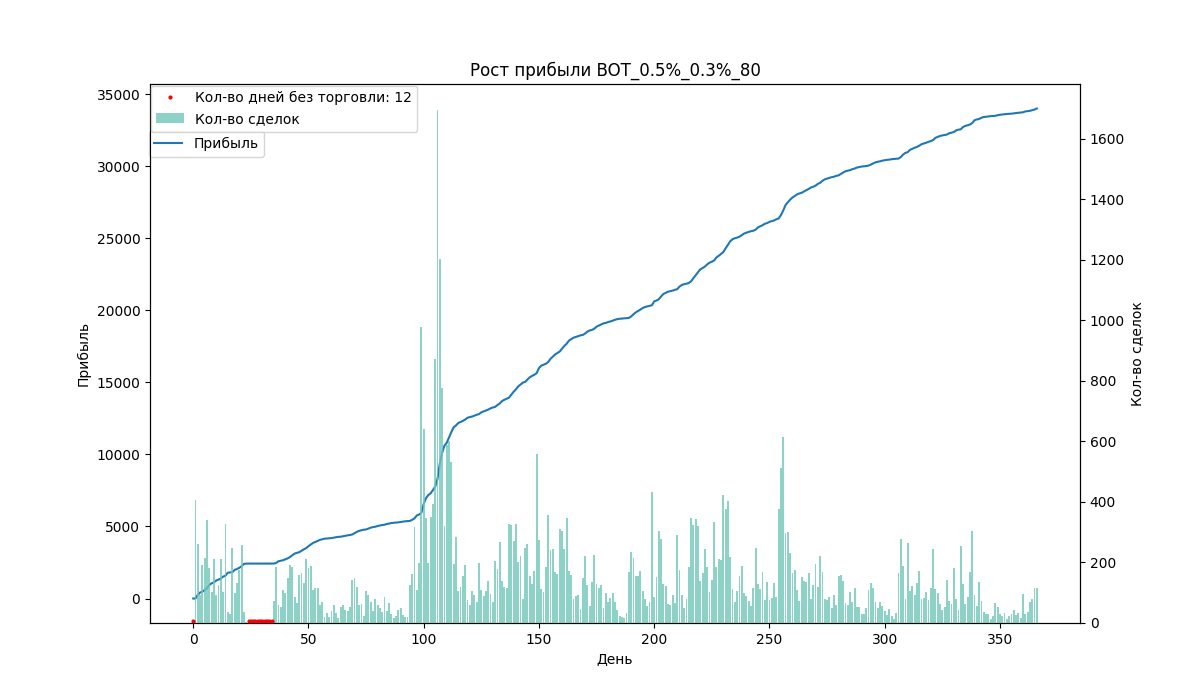 Рост прибыли BOT_0.5%_0.3%_80
Кол-во дней без торговли: 12
Кол-во сделок
Прибыль
35000
30000
25000
20000
15000
10000
5000
0
Прибыль
1600
1400
1200
1000
800
600
400
200
0
Кол-во сделок
0 50 100 150 200 250 300 350
День